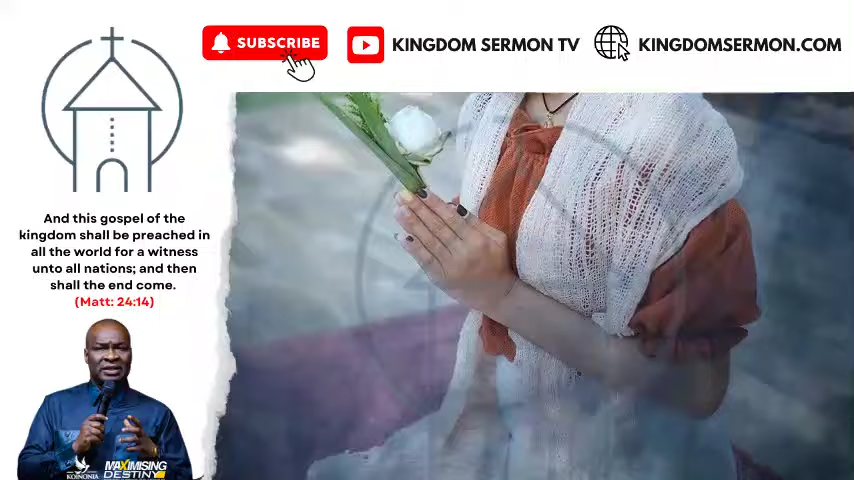 SUBSCRIBE
KINGDOM SERMON TV
KINGDOMSERMON.COM
And this gospel of the
kingdom shall be preached in
all the world for a witness
unto all nations; and then
shall the end come.
(Matt: 24:14)
KOINONIA
MAXIMISING
DESTINY